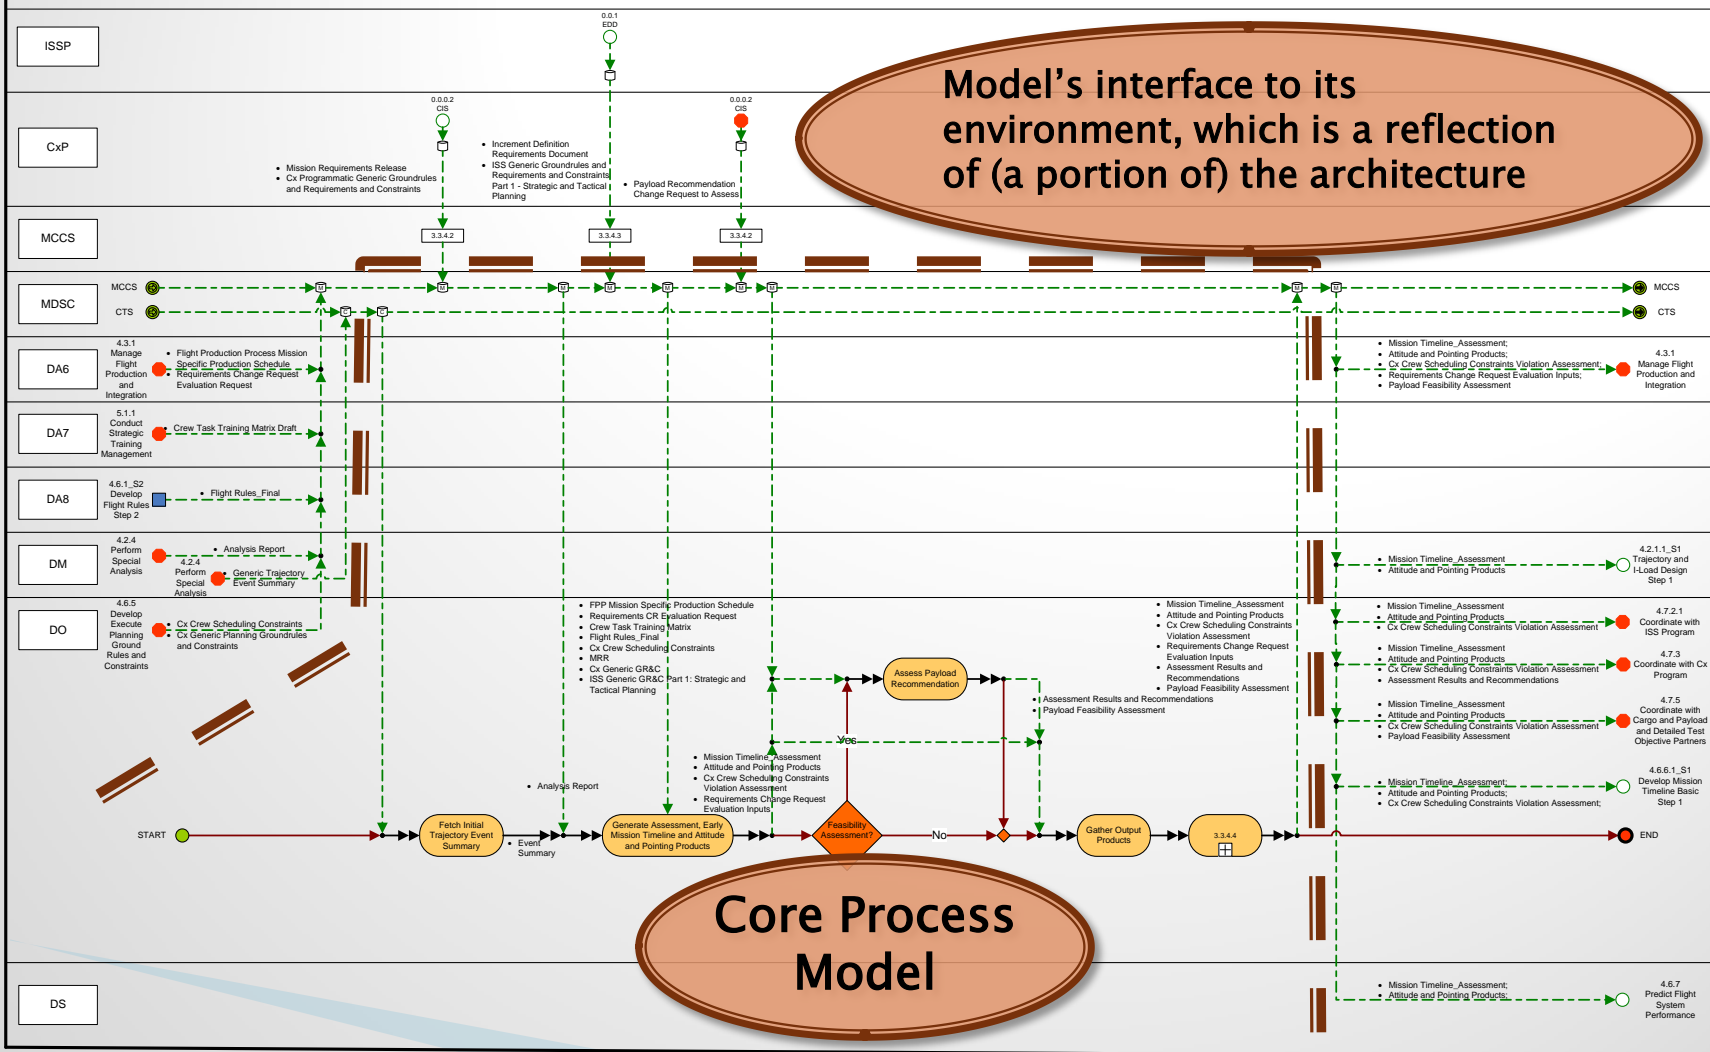 0.0.1
EDD
ISSP
Model's interface to its
environment, which is a reflection
of (a portion of) the architecture
CxP
0.0.0.2
CIS
0.0.0.2
CIS
• Mission Requirements Release
• Cx Programmatic Generic Groundrules
and Requirements and Constraints
• Increment Definition
Requirements Document
• ISS Generic Groundrules and
Requirements and Constraints
Part 1 - Strategic and Tactical
Planning
• Payload Recommendation
Change Request to Assess
MCCS
3.3.4.2
3.3.4.3
3.3.4.2
MDSC
MCCS
M
M
M
M
M
M
M
M
M
MCCS
CTS
C
C
CTS
DA6
4.3.1
Manage
Flight
Production
and
Integration
• Flight Production Process Mission
Specific Production Schedule
• Requirements Change Request
Evaluation Request
• Mission Timeline_Assessment;
• Attitude and Pointing Products;
• Cx Crew Scheduling Constraints Violation Assessment;
• Requirements Change Request Evaluation Inputs;
• Payload Feasibility Assessment
4.3.1
Manage Flight
Production and
Integration
DA7
5.1.1
Conduct
Strategic
Training
Management
• Crew Task Training Matrix Draft
DA8
4.6.1_S2
Develop
Flight Rules
Step 2
• Flight Rules_Final
DM
4.2.4
Perform
Special
Analysis
• Analysis Report
4.2.4
Perform
Special
Analysis
• Generic Trajectory
Event Summary
• Mission Timeline_Assessment
• Attitude and Pointing Products
4.2.1.1_S1
Trajectory and
I-Load Design
Step 1
DO
4.6.5
Develop
Execute
Planning
Ground
Rules and
Constraints
• Cx Crew Scheduling Constraints
• Cx Generic Planning Groundrules
and Constraints
• FPP Mission Specific Production Schedule
• Requirements CR Evaluation Request
• Crew Task Training Matrix
• Flight Rules_Final
• Cx Crew Scheduling Constraints
• MRR
• Cx Generic GR&C
• ISS Generic GR&C Part 1: Strategic and
Tactical Planning
Assess Payload
Recommendation
• Mission Timeline_Assessment
• Attitude and Pointing Products
• Cx Crew Scheduling Constraints
Violation Assessment
• Requirements Change Request
Evaluation Inputs
• Assessment Results and
Recommendations
• Payload Feasibility Assessment
• Assessment Results and Recommendations
• Payload Feasibility Assessment
• Mission Timeline_Assessment
• Attitude and Pointing Products
• Cx Crew Scheduling Constraints Violation Assessment
4.7.2.1
Coordinate with
ISS Program
• Mission Timeline_Assessment
• Attitude and Pointing Products
• Cx Crew Scheduling Constraints Violation Assessment
• Assessment Results and Recommendations
4.7.3
Coordinate with Cx
Program
• Mission Timeline_Assessment
• Attitude and Pointing Products
• Cx Crew Scheduling Constraints Violation Assessment
• Payload Feasibility Assessment
4.7.5
Coordinate with
Cargo and Payload
and Detailed Test
Objective Partners
Yes
• Mission Timeline_Assessment
• Attitude and Pointing Products
• Cx Crew Scheduling Constraints
Violation Assessment
• Requirements Change Request
Evaluation Inputs
• Analysis Report
• Mission Timeline_Assessment;
• Attitude and Pointing Products;
• Cx Crew Scheduling Constraints Violation Assessment;
4.6.6.1_S1
Develop Mission
Timeline Basic
Step 1
START
Fetch Initial
Trajectory Event
Summary
• Event
Summary
Generate Assessment, Early
Mission Timeline and Attitude
and Pointing Products
Feasibility
Assessment?
No
Gather Output
Products
3.3.4.4
END
Core Process
Model
DS
• Mission Timeline_Assessment;
• Attitude and Pointing Products;
4.6.7
Predict Flight
System
Performance